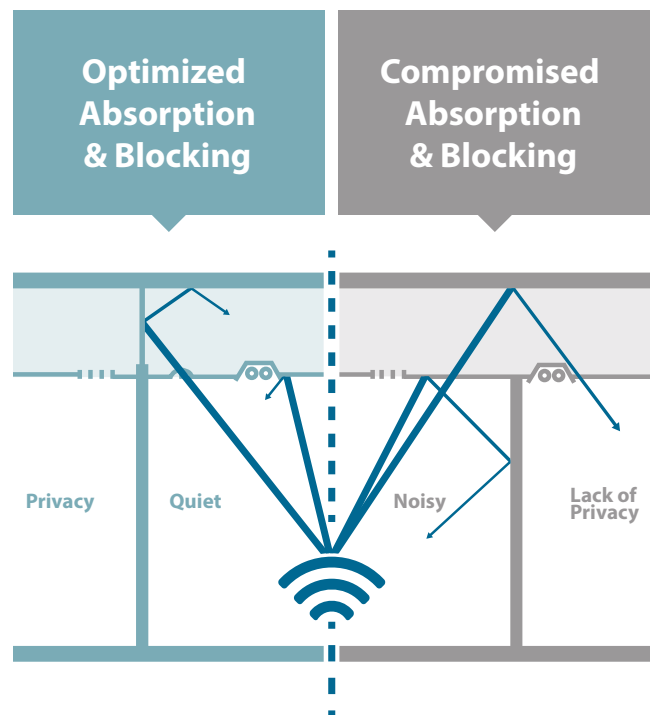 Optimized
Absorption
& Blocking
Compromised
Absorption
& Blocking
Privacy
Quiet
Noisy
Lack of
Privacy